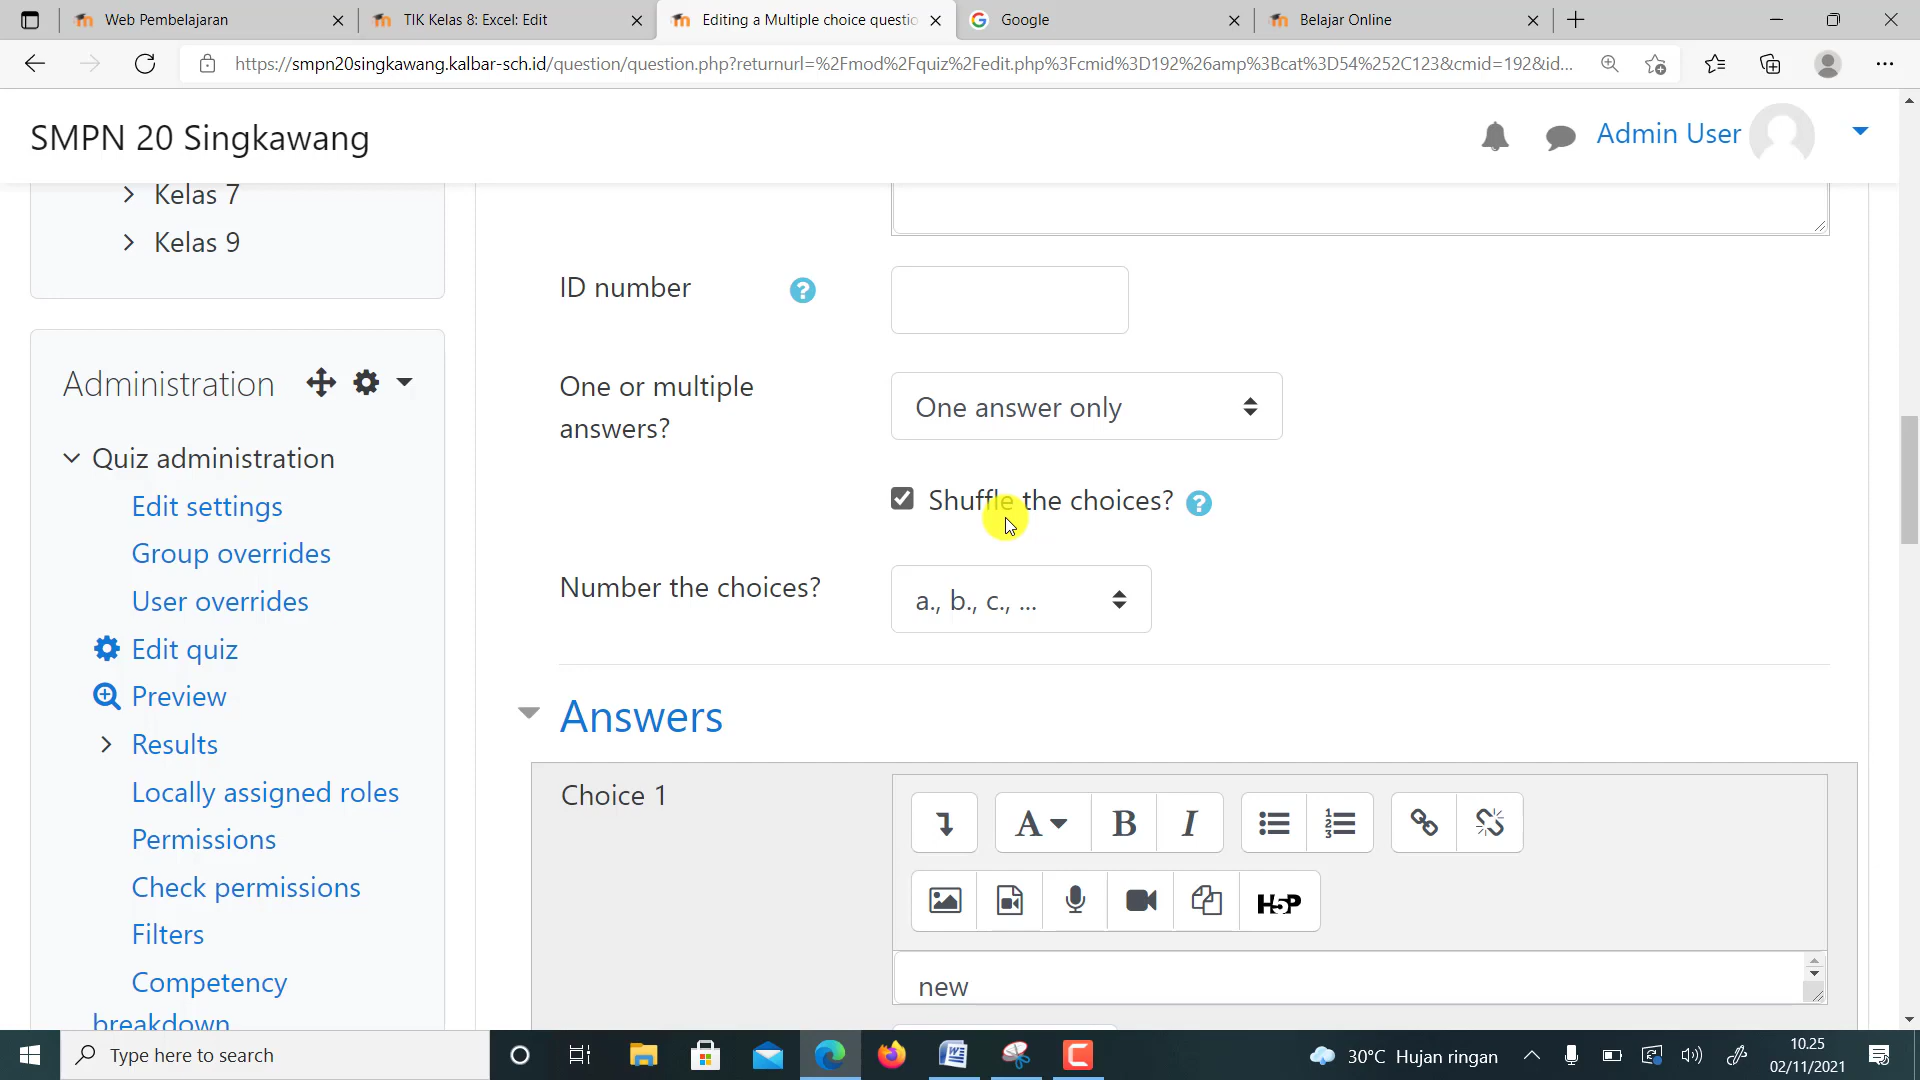 Web Pembelajaran
TIK Kelas 8: Excel: Edit
Editing a Multiple choice questio
Google
Belajar Online
https://smpn20singkawang.kalbar-sch.id/question/question.php?returnurl=%2Fmod%2Fquiz%2Fedit.php%3Fcmid%3D192%26amp%3Bcat%3D54%252C123&cmid=192&id...
SMPN 20 Singkawang
Admin User
Kelas 7
Kelas 9
Administration
Quiz administration
Edit settings
Group overrides
User overrides
Edit quiz
Preview
Results
Locally assigned roles
Permissions
Check permissions
Filters
Competency
breakdown
ID number
One or multiple
answers?
One answer only
Shuffle the choices?
Number the choices?
a., b., c., ...
Answers
Choice 1
A
B
I
H5P
new
Type here to search
30°C Hujan ringan
10.25
02/11/2021